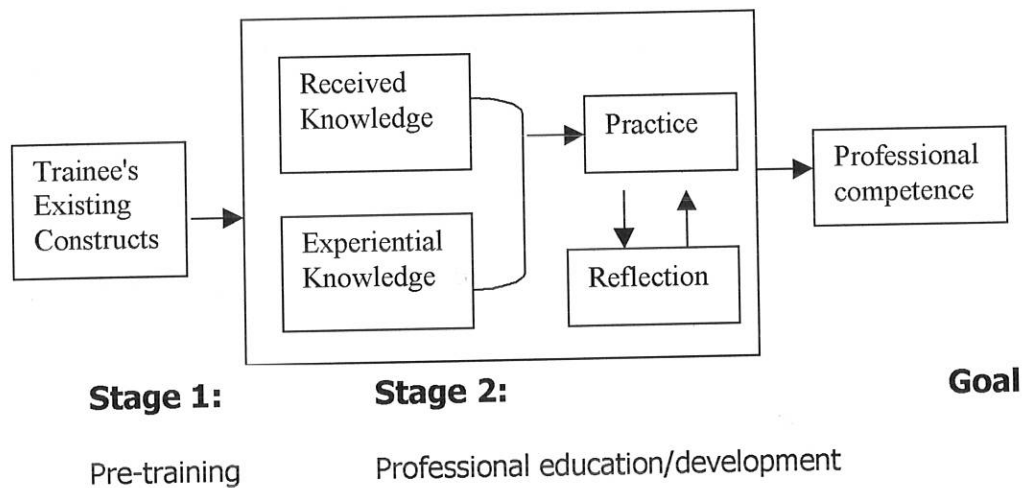 Trainee's
Existing
Constructs
Received
Knowledge
Experiential
Knowledge
Practice
Reflection
Professional
competence
Stage 1:
Stage 2:
Goal
Pre-training
Professional education/development